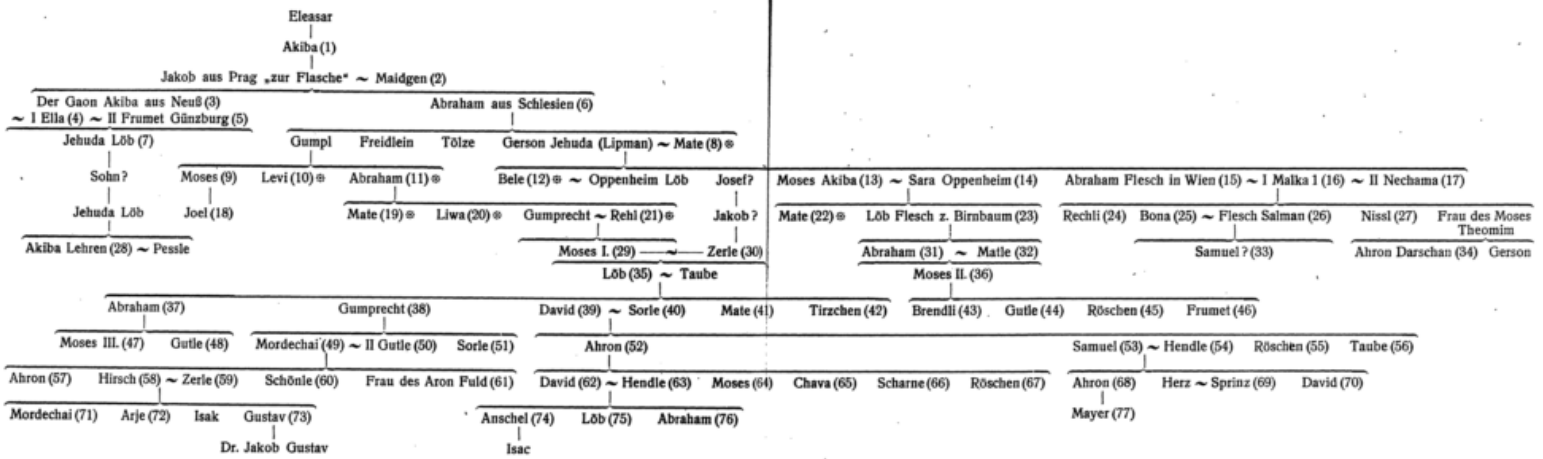 Eleasar
Akiba (1)
Jakob aus Prag „zur Flasche“ ~ Maidgen (2)
Der Gaon Akiba aus Neuß (3) Abraham aus Schlesien (6)
~ I Ella (4) ~ II Frumet Günzburg (5)
Jehuda Löb (7) Gumpl Freidlein Tölze Gerson Jehuda (Lipman) ~ Mate (8) ⊛
Sohn? Moses (9) Levi (10) ⊕ Abraham (11) ⊛ Bele (12) ⊕ ~ Oppenheim Löb Josef? Moses Akiba (13) ~ Sara Oppenheim (14) Abraham Flesch in Wien (15) ~ I Malka I (16) ~ II Nechama (17)
Jehuda Löb Joel (18) Mate (19) ⊛ Liwa (20) ⊛ Gumprecht ~ Rehl (21) ⊛ Jakob? Mate (22) ⊛ Löb Flesch z. Birnbaum (23) Rechli (24) Bona (25) ~ Flesch Salman (26) Nissl (27) Frau des Moses
Theomim
Akiba Lehren (28) ~ Pessle Moses I. (29) ~ Zerle (30) Abraham (31) ~ Matle (32) Samuel? (33) Ahron Darschan (34) Gerson
Löb (35) ~ Taube Moses II. (36)
Abraham (37) Gumprecht (38) David (39) ~ Sorle (40) Mate (41) Tirzchen (42) Brendli (43) Gutle (44) Röschen (45) Frumet (46)
Moses III. (47) Gutle (48) Mordechai (49) ~ II Gutle (50) Sorle (51) Ahron (52) Samuel (53) ~ Hendle (54) Röschen (55) Taube (56)
Ahron (57) Hirsch (58) ~ Zerle (59) Schönle (60) Frau des Aron Fuld (61) David (62) ~ Hendle (63) Moses (64) Chava (65) Scharne (66) Röschen (67) Ahron (68) Herz ~ Sprinz (69) David (70)
Mordechai (71) Arje (72) Isak Gustav (73) Anschel (74) Löb (75) Abraham (76) Mayer (77)
Dr. Jakob Gustav Isac